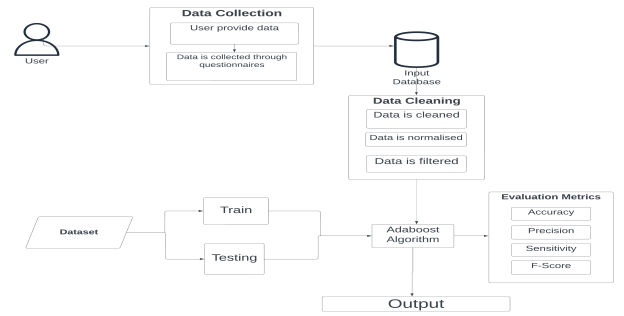 User
Data Collection
User provide data
Data is collected through
questionnaires
Input
Database
Data Cleaning
Data is cleaned
Data is normalised
Data is filtered
Dataset
Train
Testing
Adaboost
Algorithm
Evaluation Metrics
Accuracy
Precision
Sensitivity
F-Score
Output